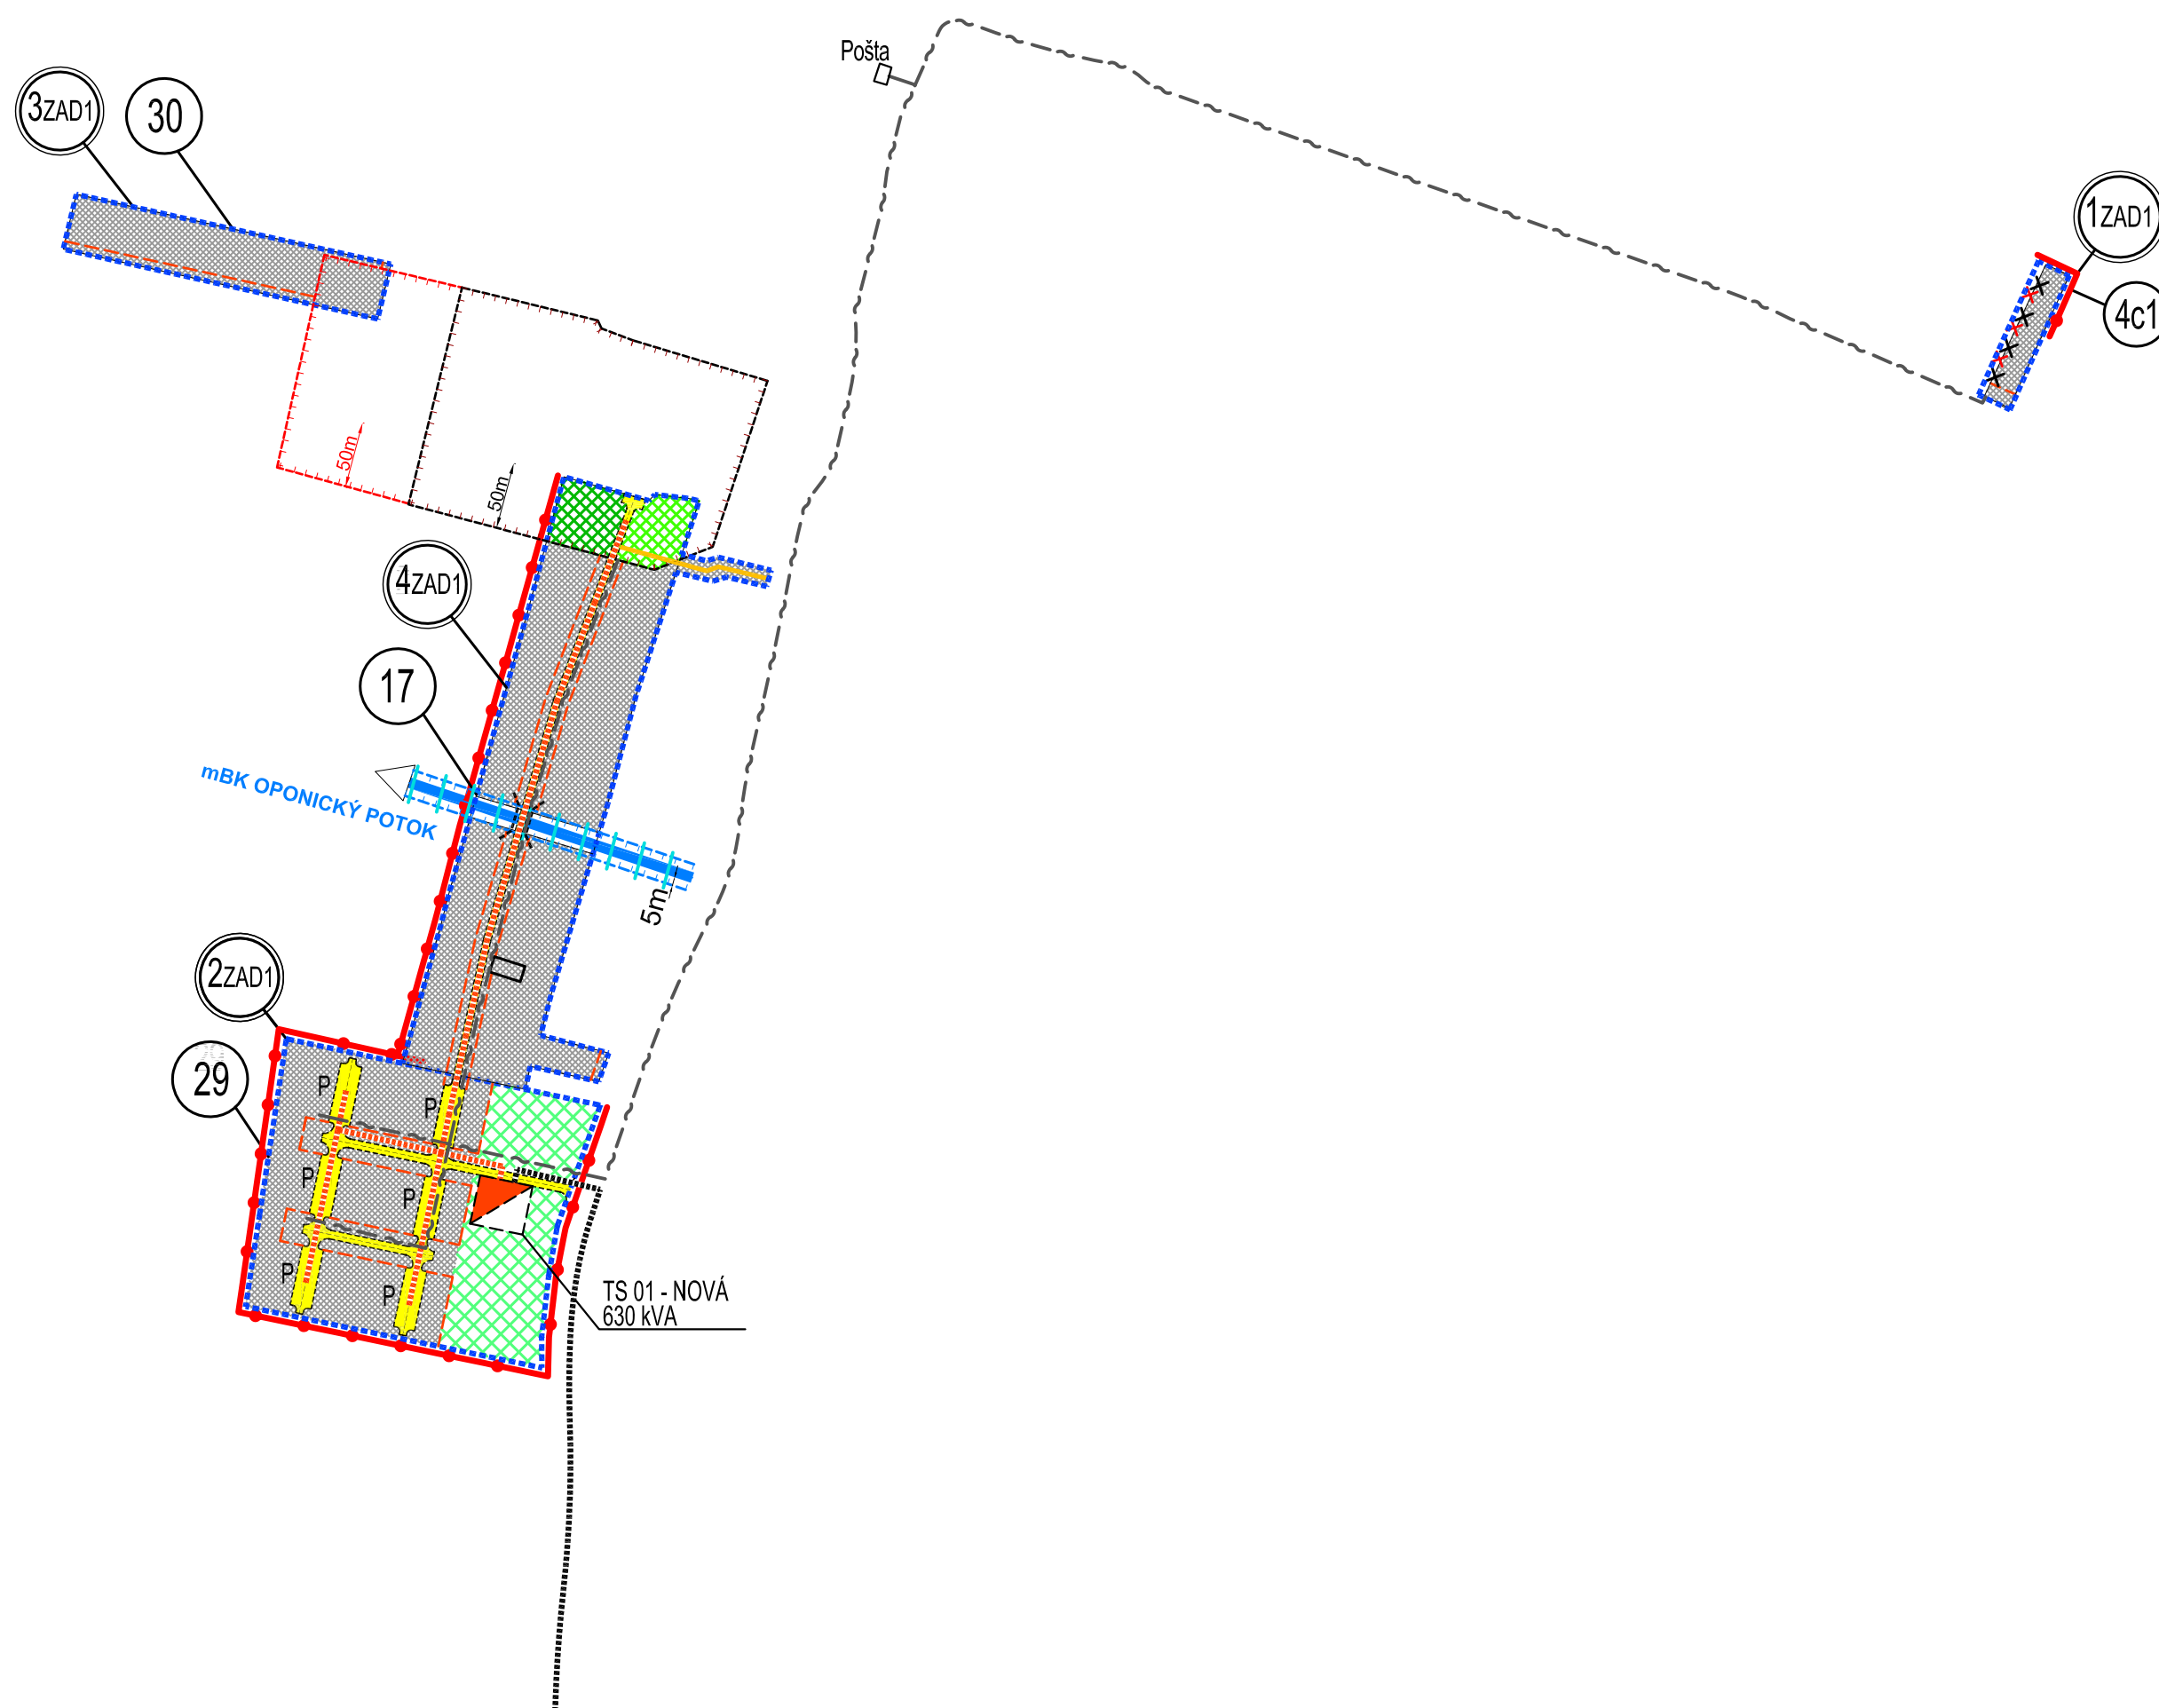 Pošta
3ZAD1
30
1ZAD1
4c1
50m
50m
4ZAD1
17
mBK OPONICKÝ POTOK
5m
2ZAD1
29
P
P
P
P
P
P
TS 01 - NOVÁ
630 kVA